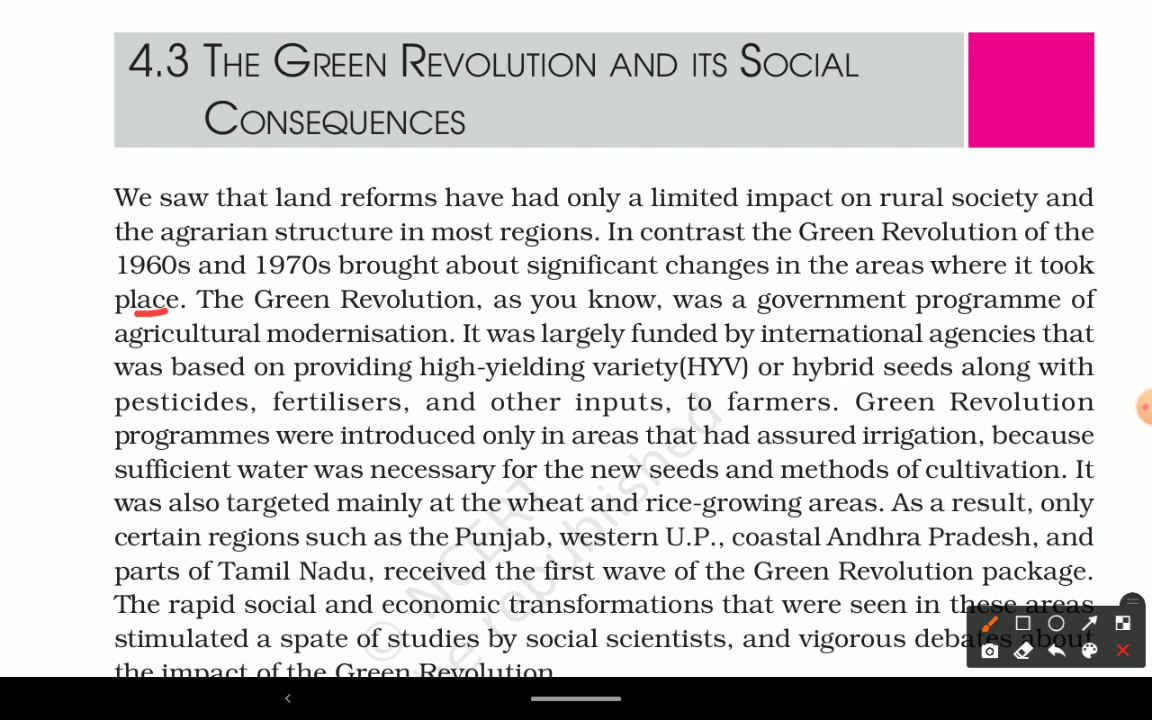 4.3 THE GREEN REVOLUTION AND ITS SOCIAL
CONSEQUENCES
We saw that land reforms have had only a limited impact on rural society and
the agrarian structure in most regions. In contrast the Green Revolution of the
1960s and 1970s brought about significant changes in the areas where it took
place. The Green Revolution, as you know, was a government programme of
agricultural modernisation. It was largely funded by international agencies that
was based on providing high-yielding variety(HYV) or hybrid seeds along with
pesticides, fertilisers, and other inputs, to farmers. Green Revolution
programmes were introduced only in areas that had assured irrigation, because
sufficient water was necessary for the new seeds and methods of cultivation. It
was also targeted mainly at the wheat and rice-growing areas. As a result, only
certain regions such as the Punjab, western U.P., coastal Andhra Pradesh, and
parts of Tamil Nadu, received the first wave of the Green Revolution package.
The rapid social and economic transformations that were seen in these areas
stimulated a spate of studies by social scientists, and vigorous debates about
the impact of the Green Revolution.
© NCERT
republished